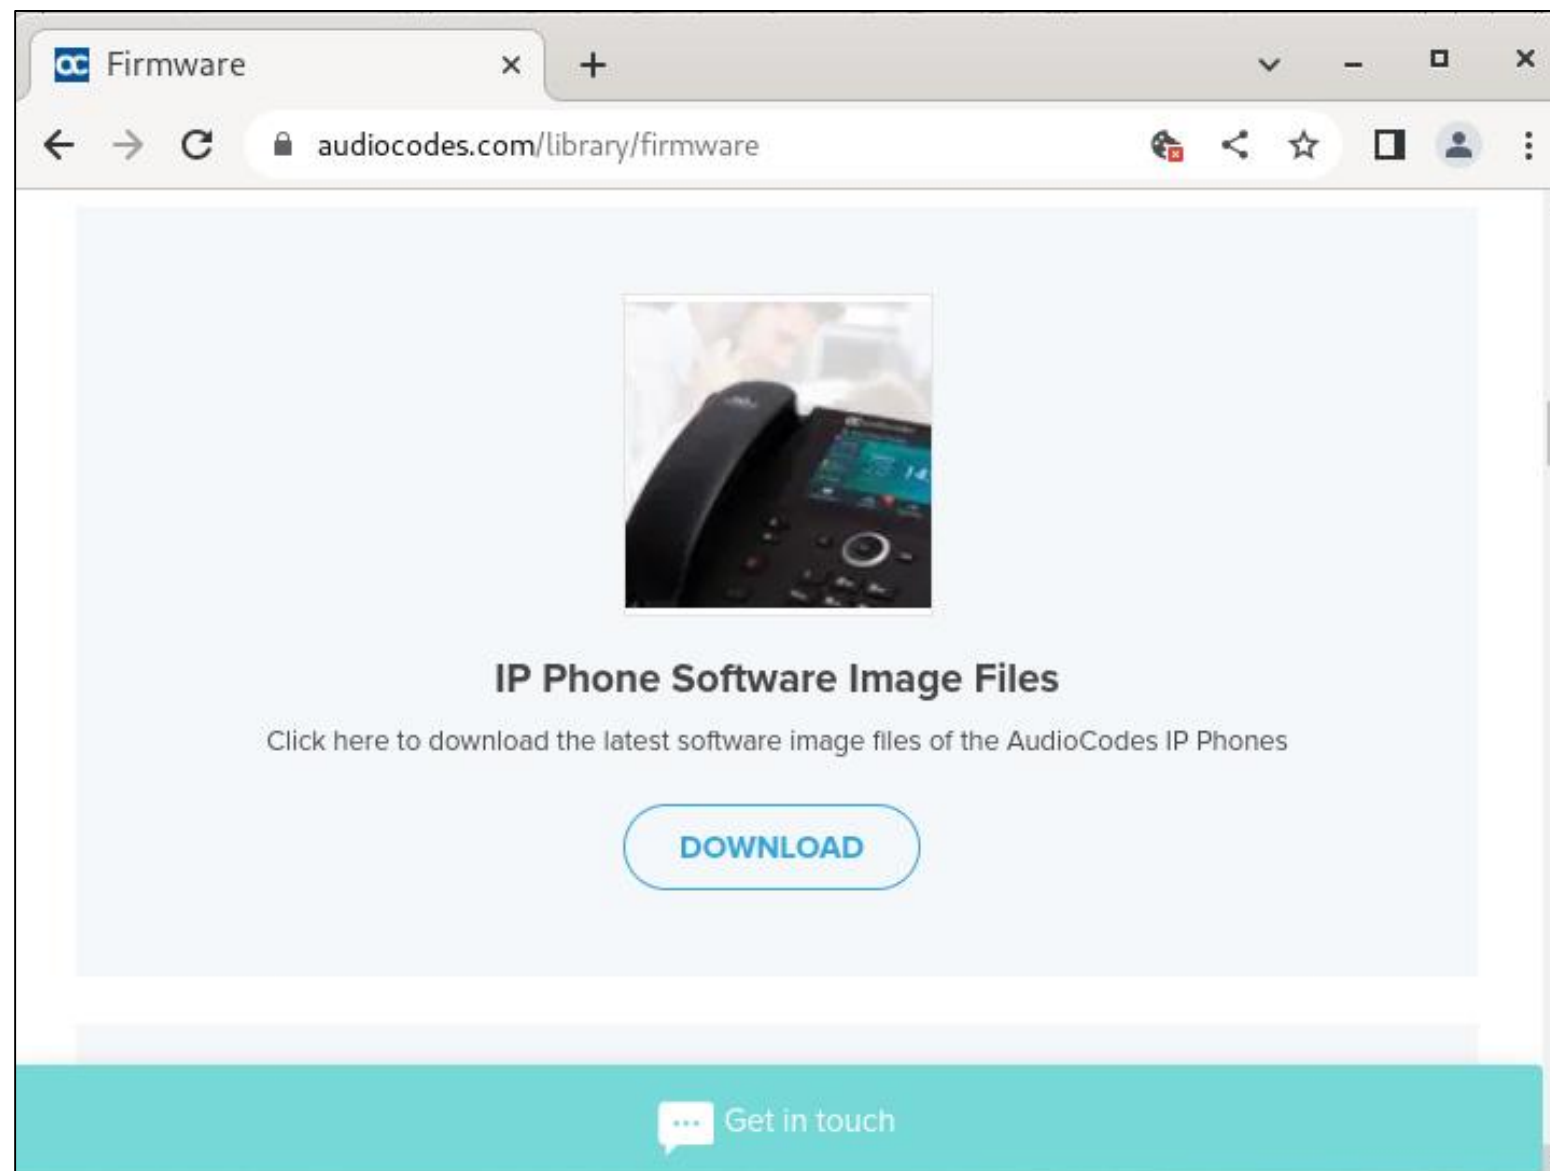 Firmware
audiocodes.com/library/firmware
IP Phone Software Image Files
Click here to download the latest software image files of the AudioCodes IP Phones
DOWNLOAD
Get in touch